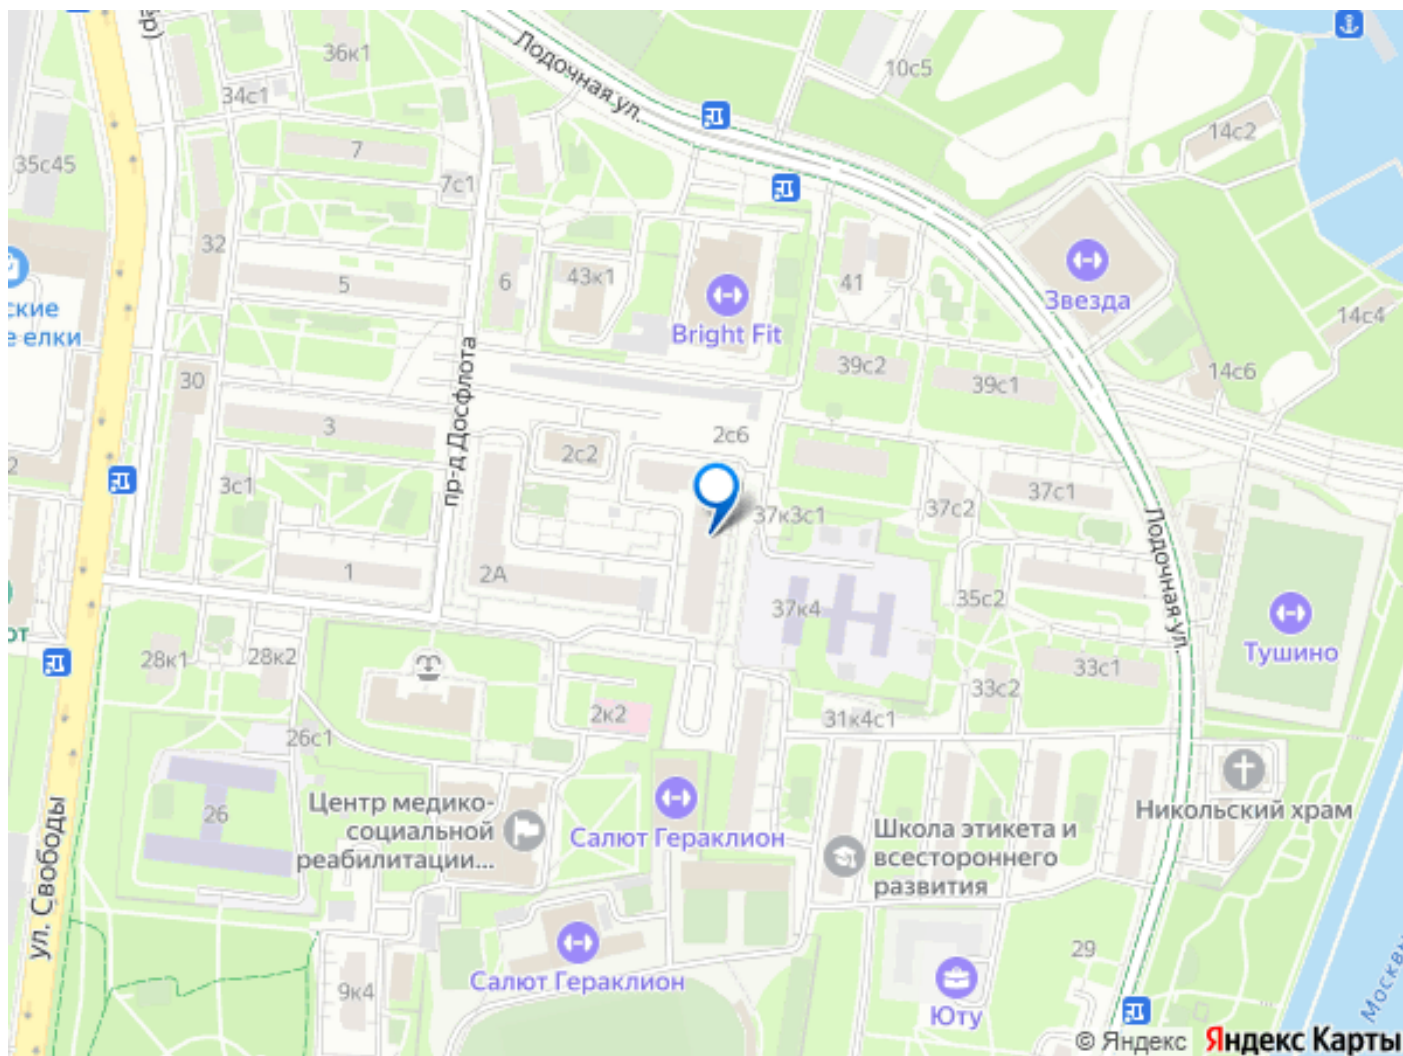 36к1
Лодочная ул.
10с5
34с1
14с2
35с45
7
7с1
32
5
6
43к1
41
Звезда
ские
е елки
Bright Fit
14с4
14с6
39с2
39с1
30
3
пр-д Досфлота
2с6
2с2
2
3с1
37с1
37с2
37к3с1
Лодочная ул.
1
2А
37к4
35с2
от
Тушино
28к1
28к2
33с1
33с2
2к2
31к4с1
26с1
26
ул. Свободы
Центр медико-
социальной
реабилитации...
Салют Гераклион
Школа этикета и
всестороннего
развития
Никольский храм
Салют Гераклион
9к4
29
Юту
Москвы
© Яндекс Яндекс Карты